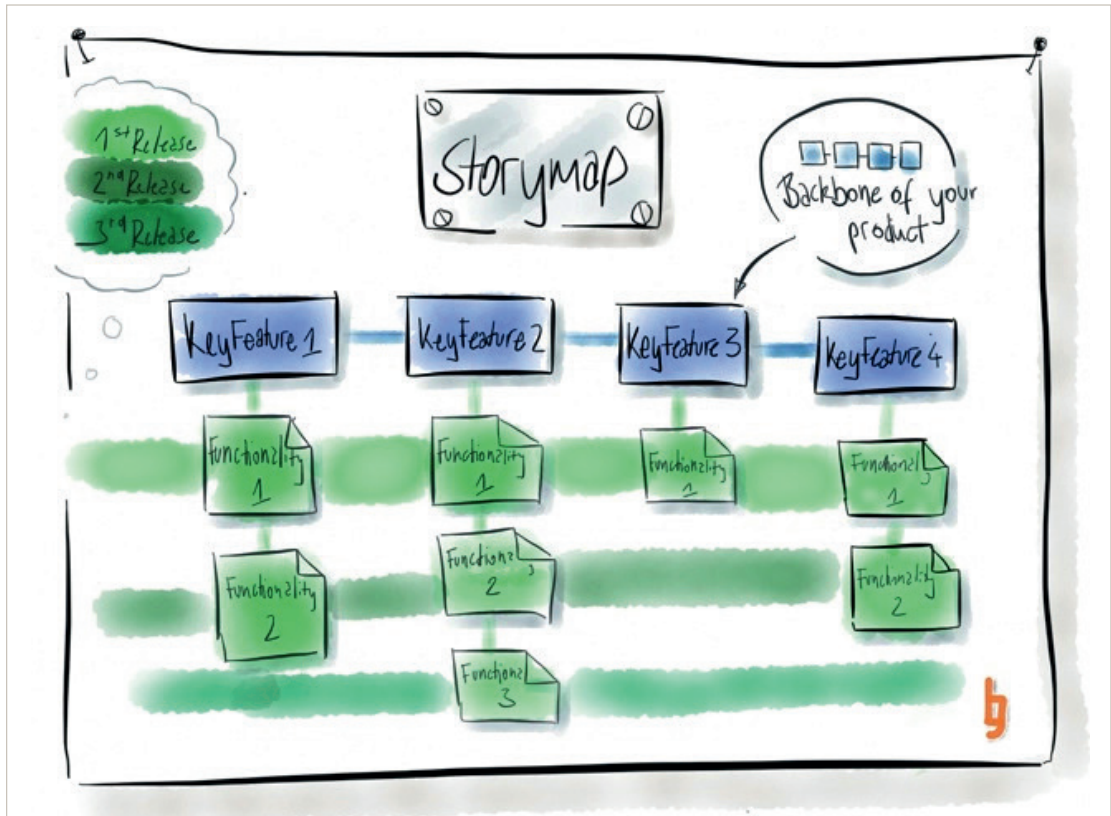 Storymap
1st Release
2nd Release
3rd Release
Backbone of your
product
KeyFeature 1
KeyFeature 2
KeyFeature 3
KeyFeature 4
Functionality
1
Functionality
1
Functionality
1
Functional
1
Functionality
2
Functional
2
Functionality
2
Functional
3